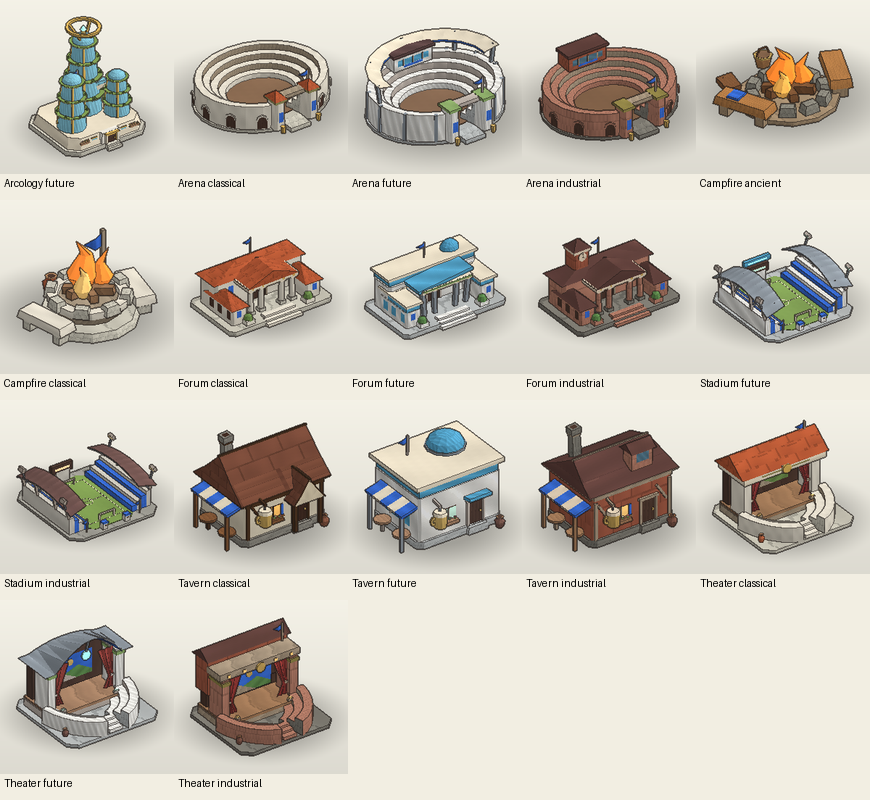 Arcology future
Arena classical
Arena future
Arena industrial
Campfire ancient
Campfire classical
Forum classical
Forum future
Forum industrial
Stadium future
Stadium industrial
Tavern classical
Tavern future
Tavern industrial
Theater classical
Theater future
Theater industrial